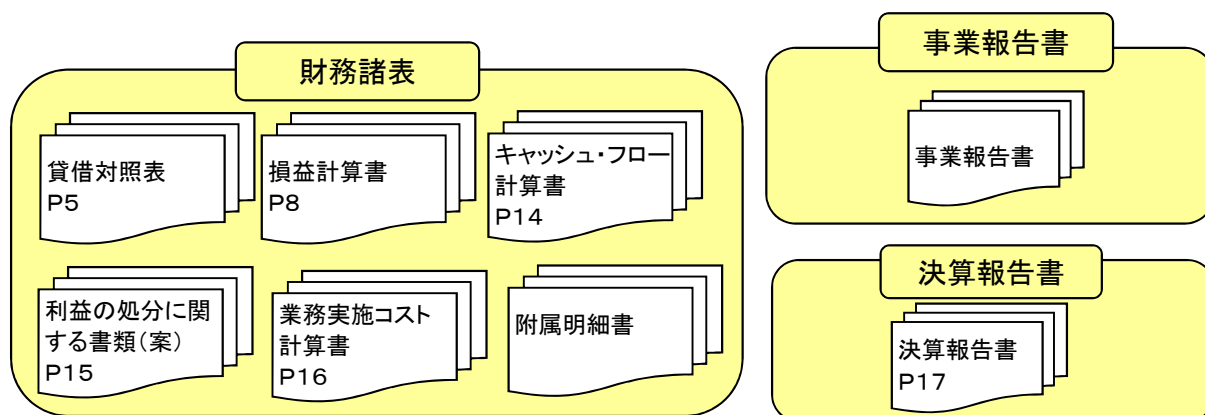 財務諸表
貸借対照表
P5
損益計算書
P8
キャッシュ・フロー
計算書
P14
利益の処分に関
する書類(案)
P15
業務実施コスト
計算書
P16
附属明細書
事業報告書
事業報告書
決算報告書
決算報告書
P17